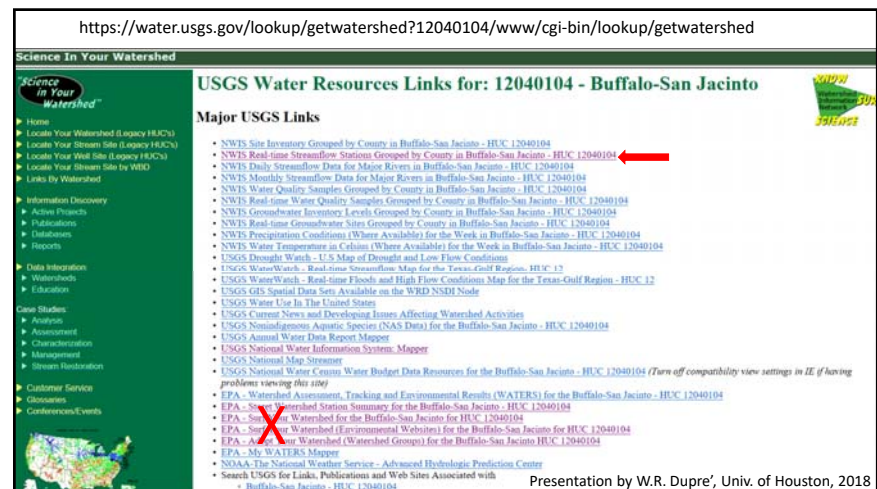 https://water.usgs.gov/lookup/getwatershed?12040104/www/cgi-bin/lookup/getwatershed
Science In Your Watershed
"Science
in Your
Watershed"
Home
Locate Your Watershed (Legacy HUC's)
Locate Your Stream Site (Legacy HUC's)
Locate Your Well Site (Legacy HUC's)
Locate Your Stream Site by WBD
Links By Watershed
Information Discovery
Active Projects
Publications
Databases
Reports
Data Integration:
Watersheds
Education
Case Studies:
Analysis
Assessment
Characterization
Management
Stream Restoration
Customer Service
Glossaries
Conferences/Events
USGS Water Resources Links for: 12040104 - Buffalo-San Jacinto
KNOW
Watershed
Information
Network
SURF
SCIENCE
Major USGS Links
NWIS Site Inventory Grouped by County in Buffalo-San Jacinto - HUC 12040104
NWIS Real-time Streamflow Stations Grouped by County in Buffalo-San Jacinto - HUC 12040104
NWIS Daily Streamflow Data for Major Rivers in Buffalo-San Jacinto - HUC 12040104
NWIS Monthly Streamflow Data for Major Rivers in Buffalo-San Jacinto - HUC 12040104
NWIS Water Quality Samples Grouped by County in Buffalo-San Jacinto - HUC 12040104
NWIS Real-time Water Quality Samples Grouped by County in Buffalo-San Jacinto - HUC 12040104
NWIS Groundwater Inventory Levels Grouped by County in Buffalo-San Jacinto - HUC 12040104
NWIS Real-time Groundwater Sites Grouped by County in Buffalo-San Jacinto - HUC 12040104
NWIS Precipitation Conditions (Where Available) for the Week in Buffalo-San Jacinto - HUC 12040104
NWIS Water Temperature in Celsius (Where Available) for the Week in Buffalo-San Jacinto - HUC 12040104
USGS Drought Watch - U.S Map of Drought and Low Flow Conditions
USGS WaterWatch - Real-time Streamflow Map for the Texas-Gulf Region- HUC 12
USGS WaterWatch - Real-time Floods and High Flow Conditions Map for the Texas-Gulf Region - HUC 12
USGS GIS Spatial Data Sets Available on the WRD NSDI Node
USGS Water Use In The United States
USGS Current News and Developing Issues Affecting Watershed Activities
USGS Nonindigenous Aquatic Species (NAS Data) for the Buffalo-San Jacinto - HUC 12040104
USGS Annual Water Data Report Mapper
USGS National Water Information System: Mapper
USGS National Map Streamer
USGS National Water Census Water Budget Data Resources for the Buffalo-San Jacinto - HUC 12040104 (Turn off compatibility view settings in IE if having
problems viewing this site)
EPA - Watershed Assessment, Tracking and Environmental Results (WATERS) for the Buffalo-San Jacinto - HUC 12040104
EPA - Storet Watershed Station Summary for the Buffalo-San Jacinto - HUC 12040104
EPA - Surf Your Watershed for the Buffalo-San Jacinto for HUC 12040104
EPA - Surf Your Watershed (Environmental Websites) for the Buffalo-San Jacinto for HUC 12040104
EPA - Adopt Your Watershed (Watershed Groups) for the Buffalo-San Jacinto HUC 12040104
X
EPA - My WATERS Mapper
NOAA-The National Weather Service - Advanced Hydrologic Prediction Center
Search USGS for Links, Publications and Web Sites Associated with
Buffalo-San Jacinto - HUC 12040104
Presentation by W.R. Dupre', Univ. of Houston, 2018